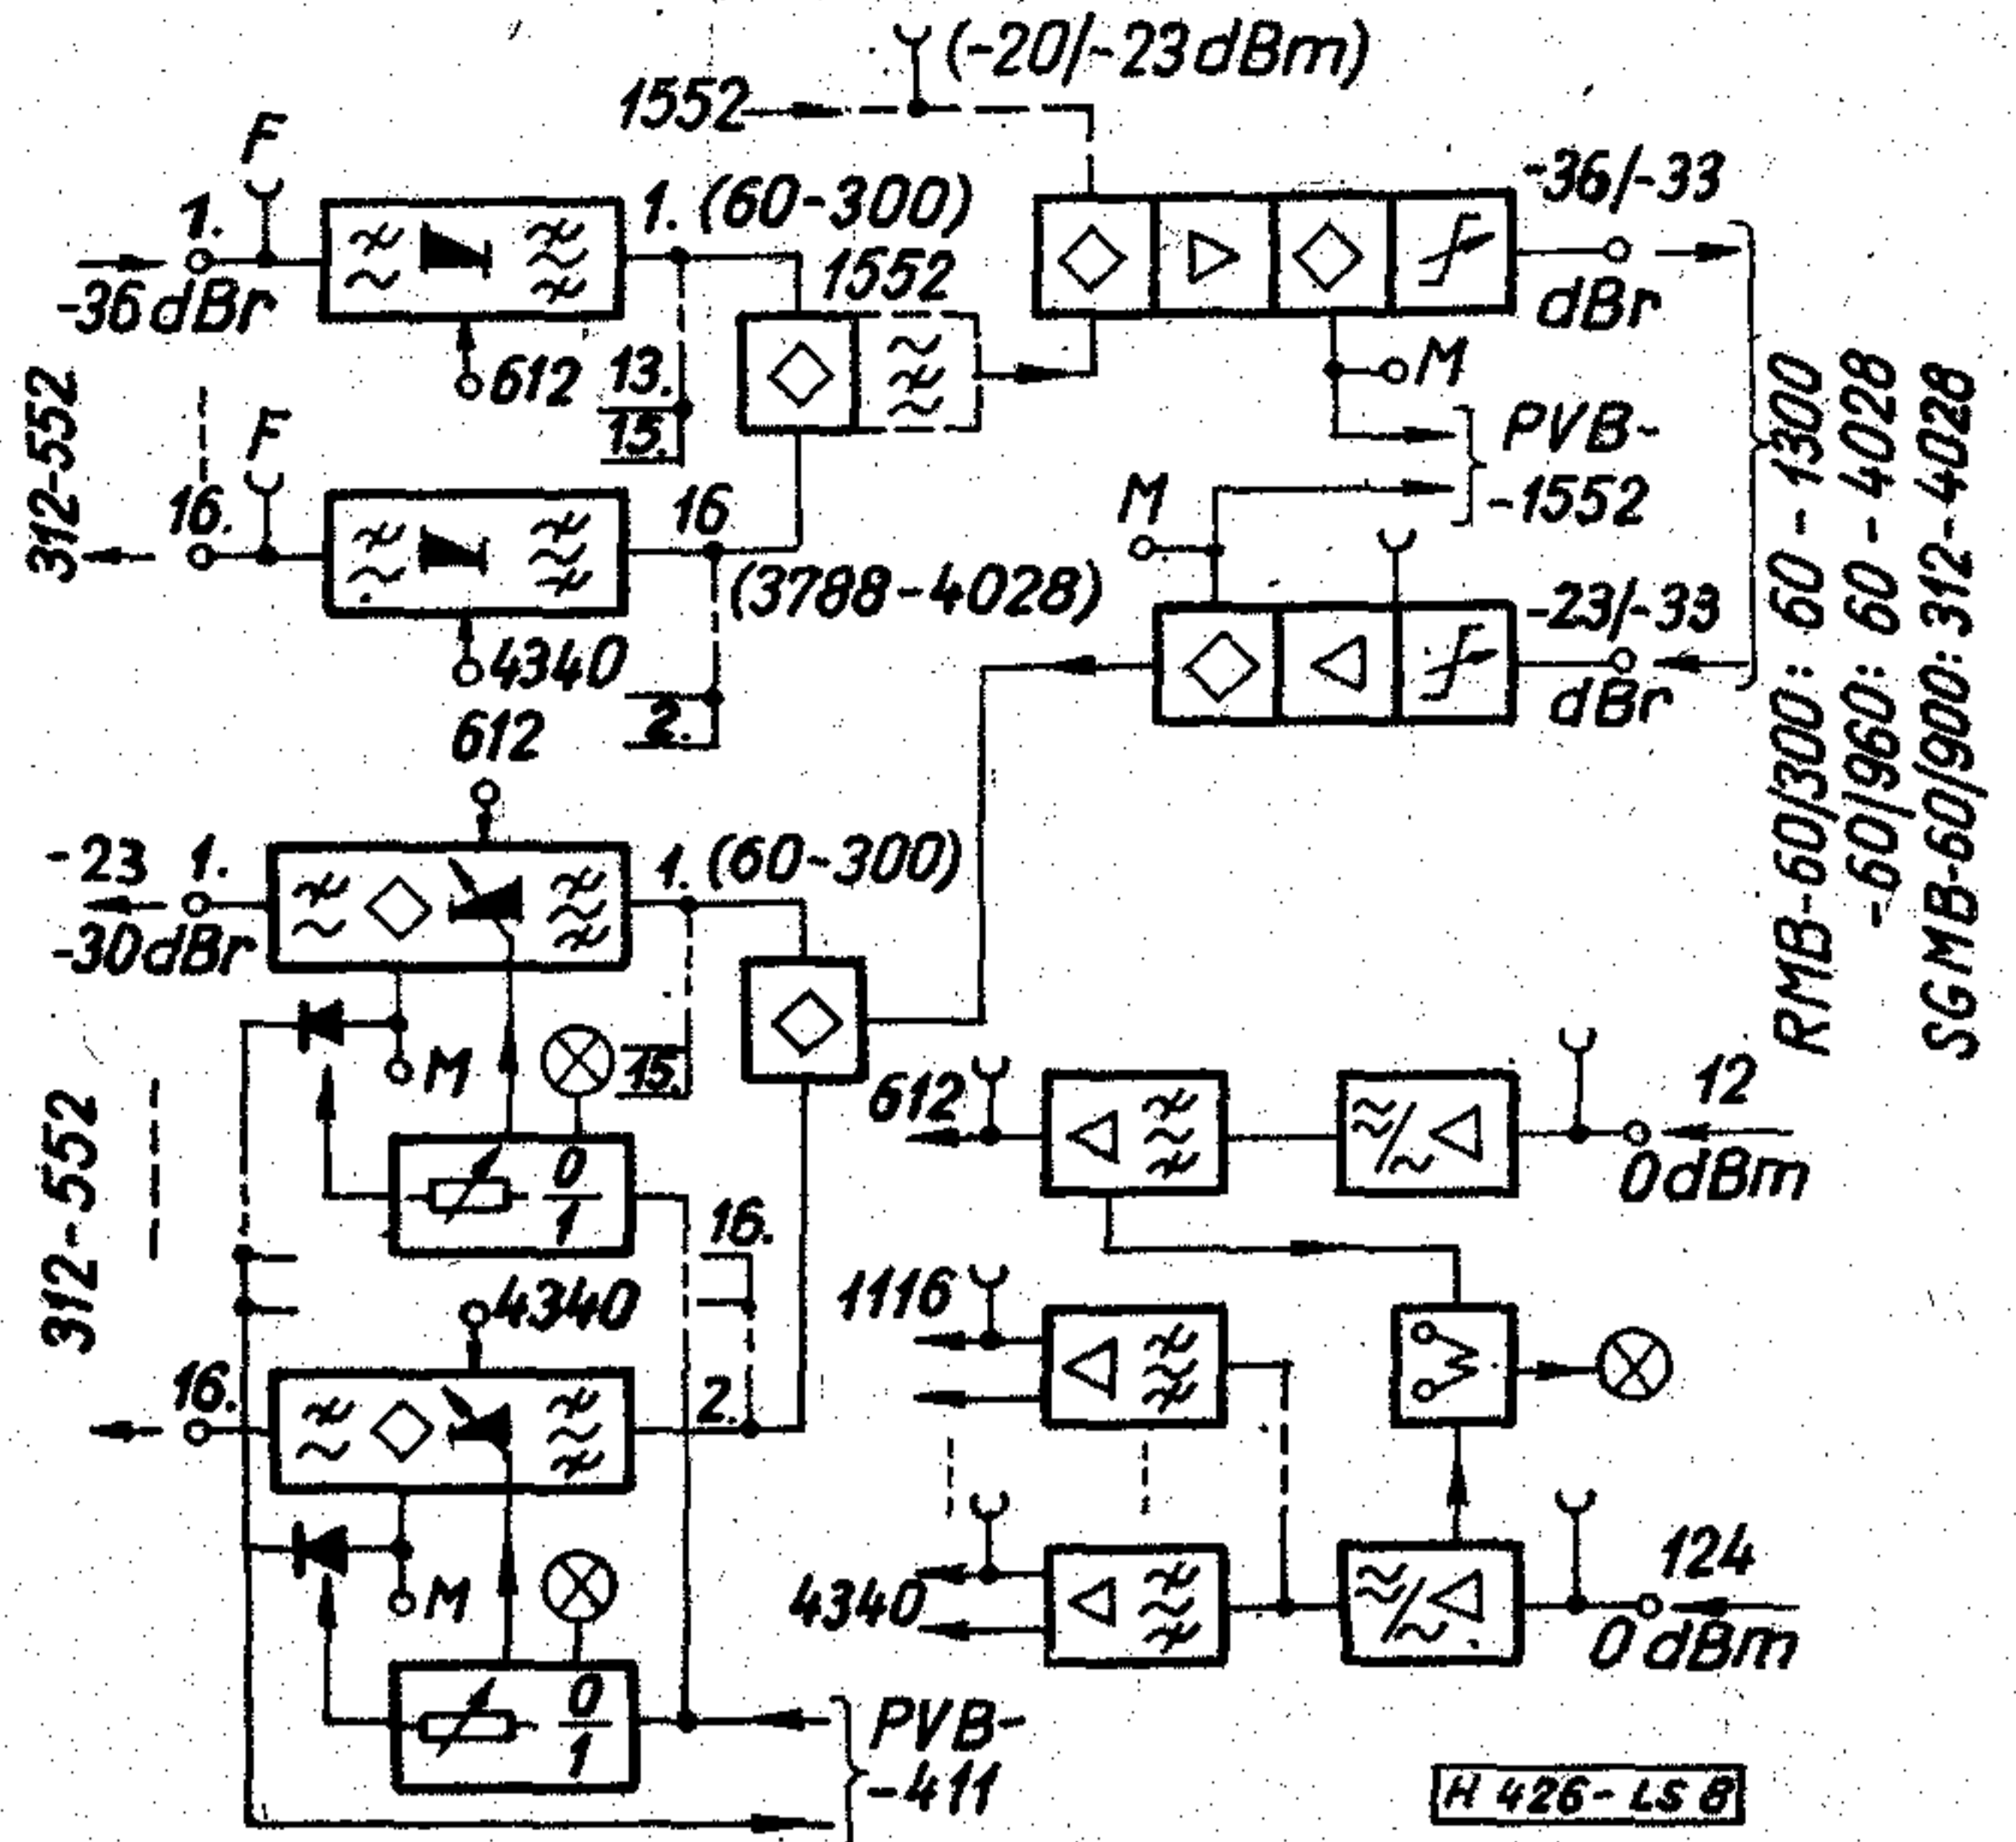 (-20/-23dBm)
1552
F
1.
-36dBr
1. (60-300)
1552
612
13.
15.
-36/-33
dBr
M
PVB-
-1552
M
312-552
F
16.
16
(3788-4028)
4340
2.
-23/-33
dBr
RMB-60/300: 60-1300
-60/960: 60-4028
SGMB-60/900: 312-4028
612
-23
1.
-30dBr
1. (60-300)
M
15.
312-552
0
1
16.
4340
16.
2.
M
0
1
PVB-
-411
612
12
0dBm
1116
4340
124
0dBm
H 426-LS 8